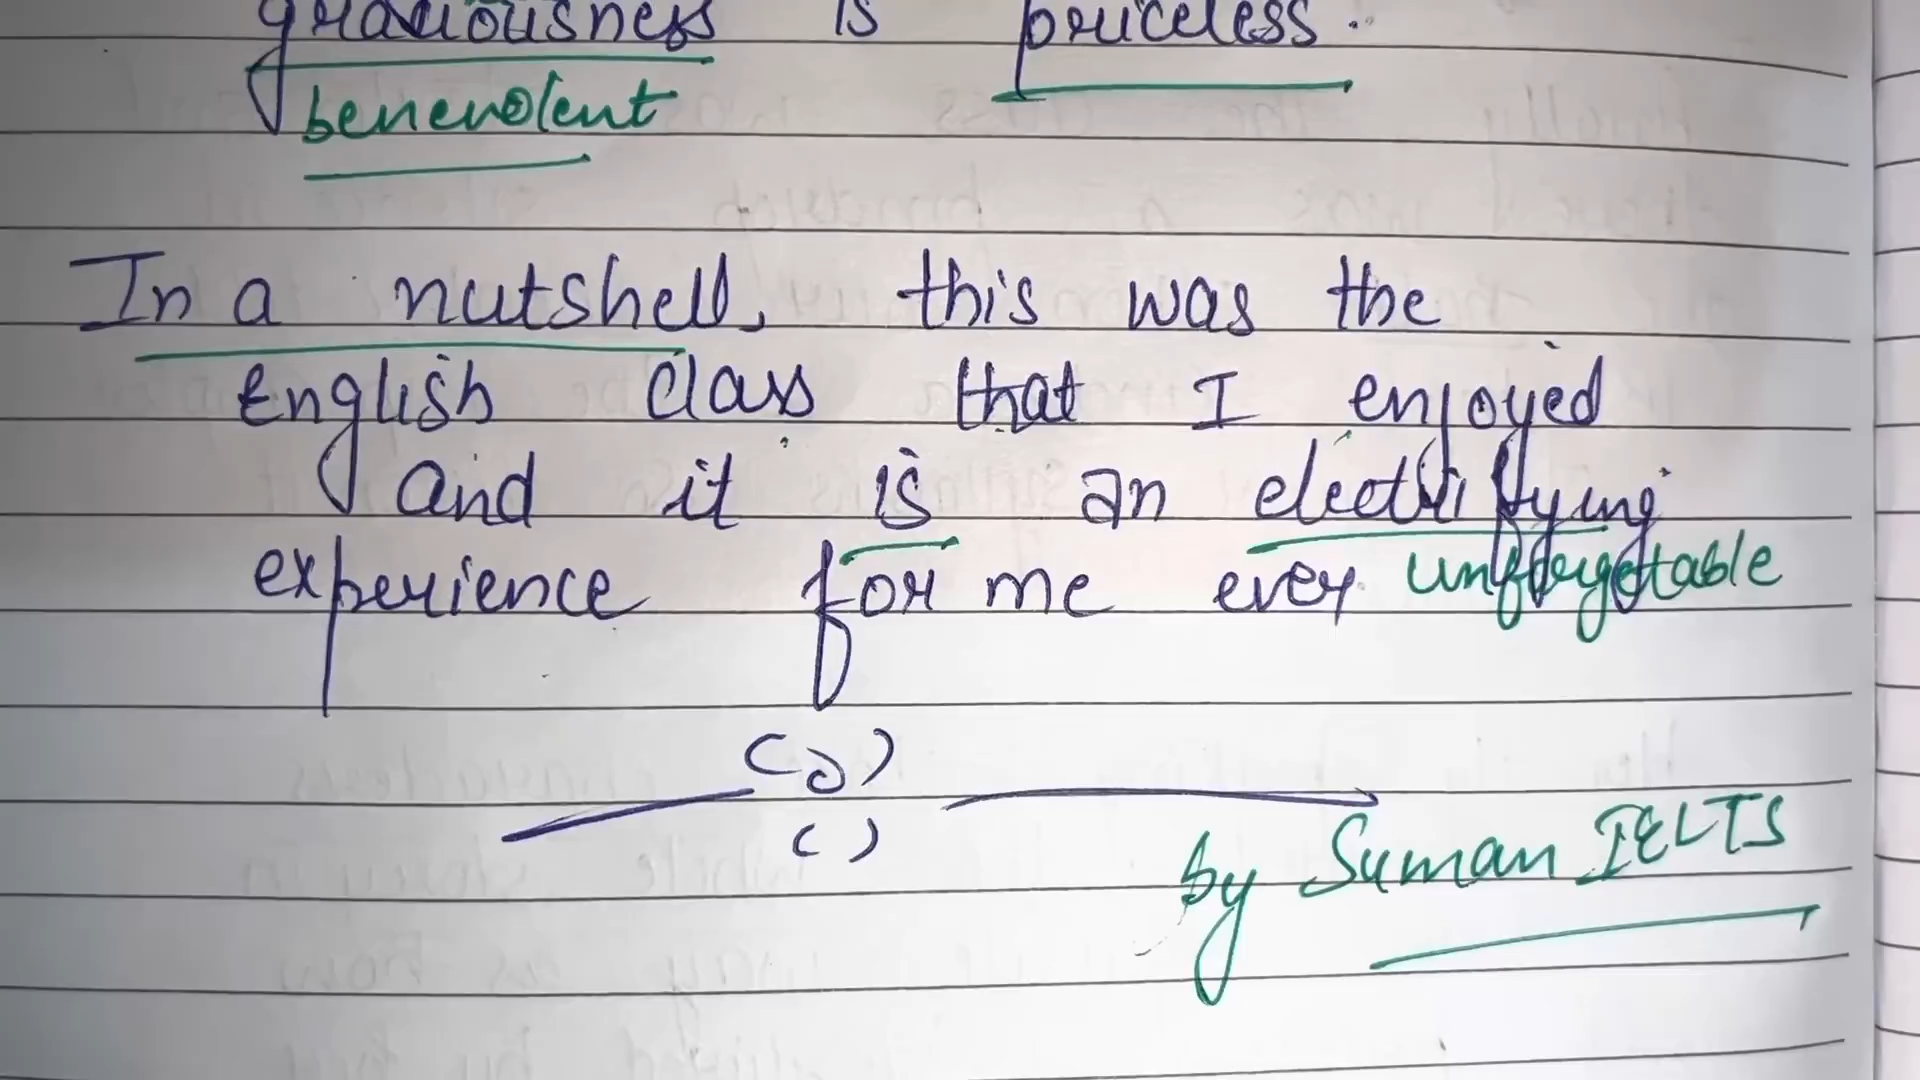 graciousness is priceless.
benevolent
In a nutshell, this was the
English class that I enjoyed
and it is an electrifying
experience for me ever unforgettable
by Suman IELTS